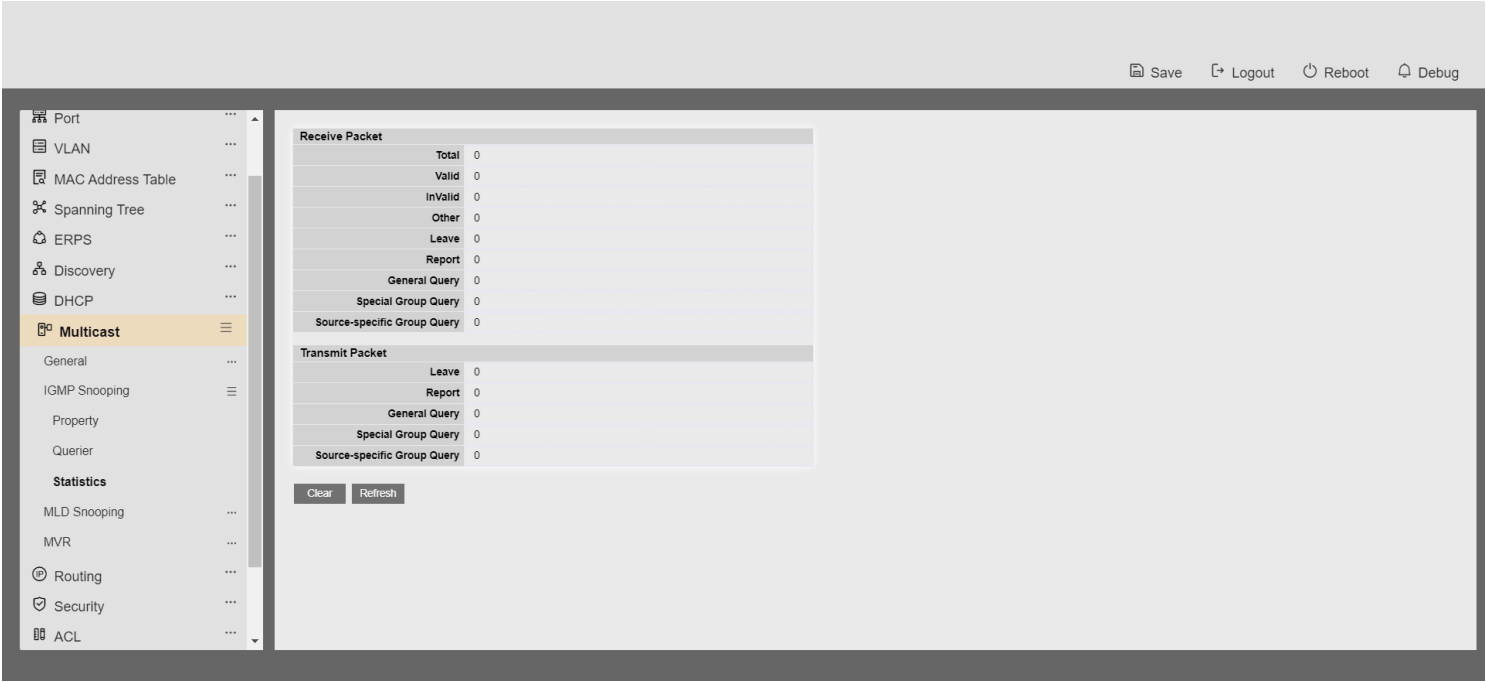 Save Logout Reboot Debug
Port ...
VLAN ...
MAC Address Table ...
Spanning Tree ...
ERPS ...
Discovery ...
DHCP ...
Multicast
General ...
IGMP Snooping
Property
Querier
Statistics
MLD Snooping ...
MVR ...
IP Routing ...
Security ...
ACL ...
Receive Packet
Total 0
Valid 0
InValid 0
Other 0
Leave 0
Report 0
General Query 0
Special Group Query 0
Source-specific Group Query 0
Transmit Packet
Leave 0
Report 0
General Query 0
Special Group Query 0
Source-specific Group Query 0
Clear Refresh